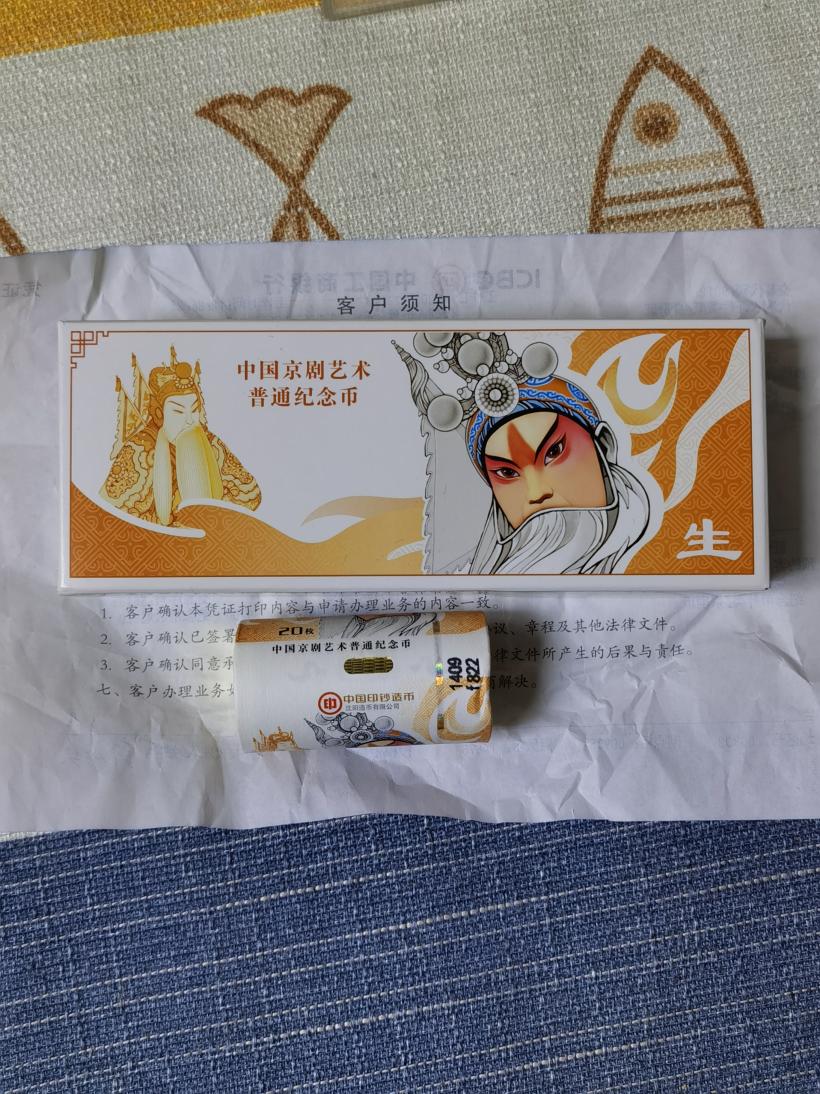 客户须知
中国京剧艺术
普通纪念币
生
1. 客户确认本凭证打印内容与申请办理业务的内容一致。
2. 客户确认已签署
议、章程及其他法律文件。
3. 客户确认同意承
律文件所产生的后果与责任。
七、客户办理业务
解决。
20枚
中国京剧艺术普通纪念币
中国印钞造币
沈阳造币有限公司
1409
f822
ICBC 中国工商银行
凭证